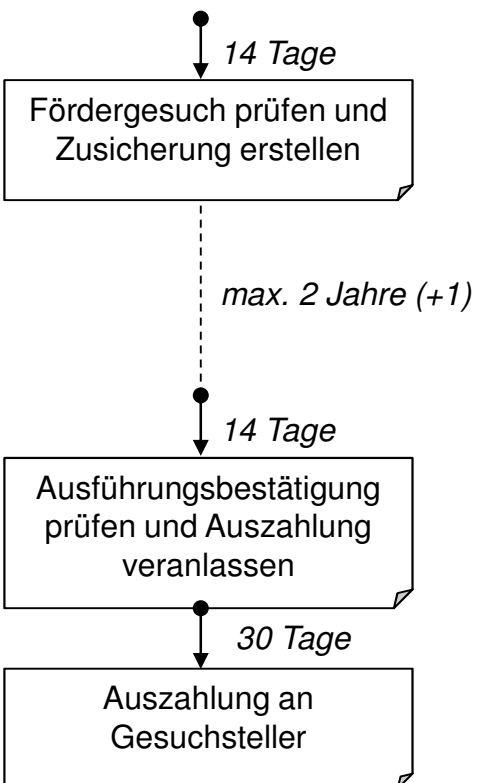 14 Tage
Fördergesuch prüfen und
Zusicherung erstellen
max. 2 Jahre (+1)
14 Tage
Ausführungsbestätigung
prüfen und Auszahlung
veranlassen
30 Tage
Auszahlung an
Gesuchsteller